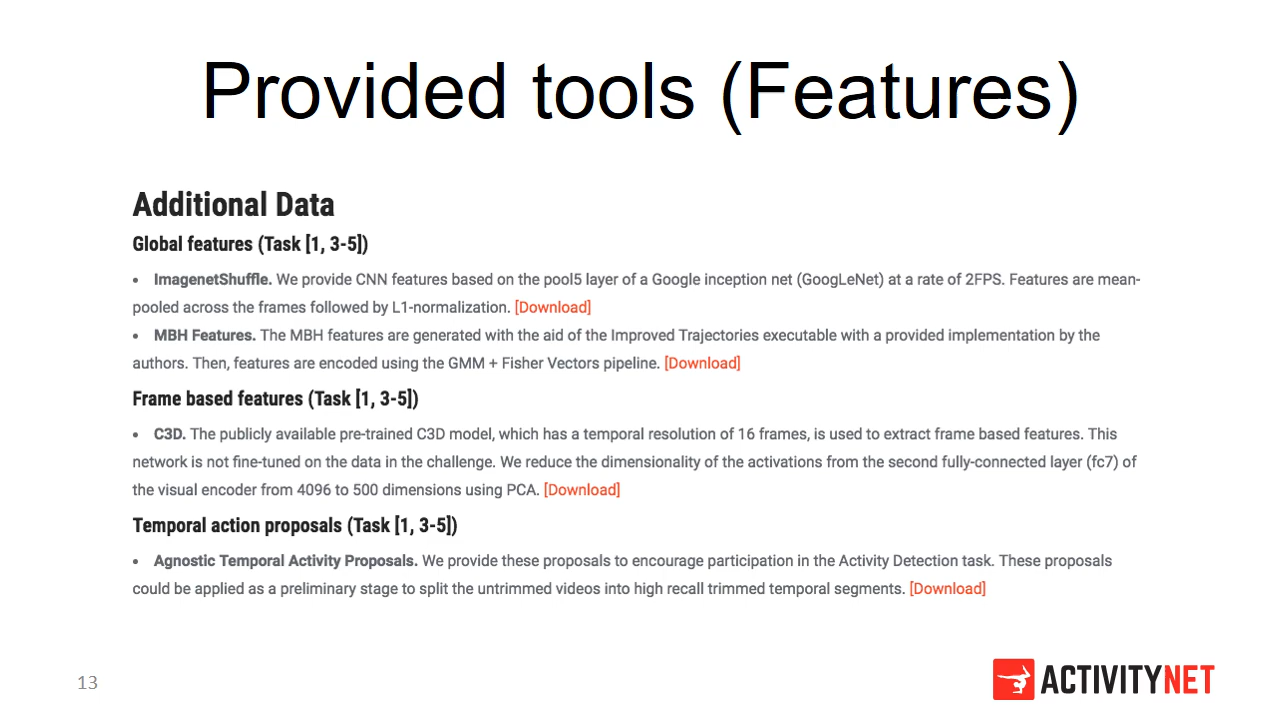 Provided tools (Features)
Additional Data
Global features (Task [1, 3-5])
• ImagenetShuffle. We provide CNN features based on the pool5 layer of a Google inception net (GoogLeNet) at a rate of 2FPS. Features are mean-
pooled across the frames followed by L1-normalization. [Download]
• MBH Features. The MBH features are generated with the aid of the Improved Trajectories executable with a provided implementation by the
authors. Then, features are encoded using the GMM + Fisher Vectors pipeline. [Download]
Frame based features (Task [1, 3-5])
• C3D. The publicly available pre-trained C3D model, which has a temporal resolution of 16 frames, is used to extract frame based features. This
network is not fine-tuned on the data in the challenge. We reduce the dimensionality of the activations from the second fully-connected layer (fc7) of
the visual encoder from 4096 to 500 dimensions using PCA. [Download]
Temporal action proposals (Task [1, 3-5])
• Agnostic Temporal Activity Proposals. We provide these proposals to encourage participation in the Activity Detection task. These proposals
could be applied as a preliminary stage to split the untrimmed videos into high recall trimmed temporal segments. [Download]
13
ACTIVITYNET